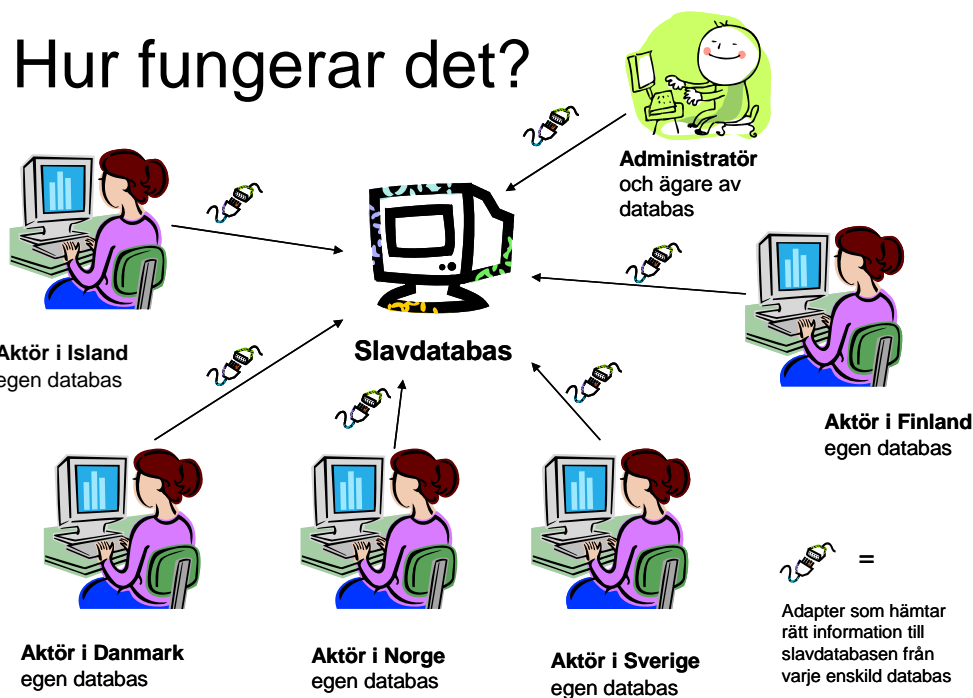 Hur fungerar det?
Administratör
och ägare av
databas
Slavdatabas
Aktör i Island
egen databas
Aktör i Finland
egen databas
Aktör i Danmark
egen databas
Aktör i Norge
egen databas
Aktör i Sverige
egen databas
=
Adapter som hämtar
rätt information till
slavdatabasen från
varje enskild databas